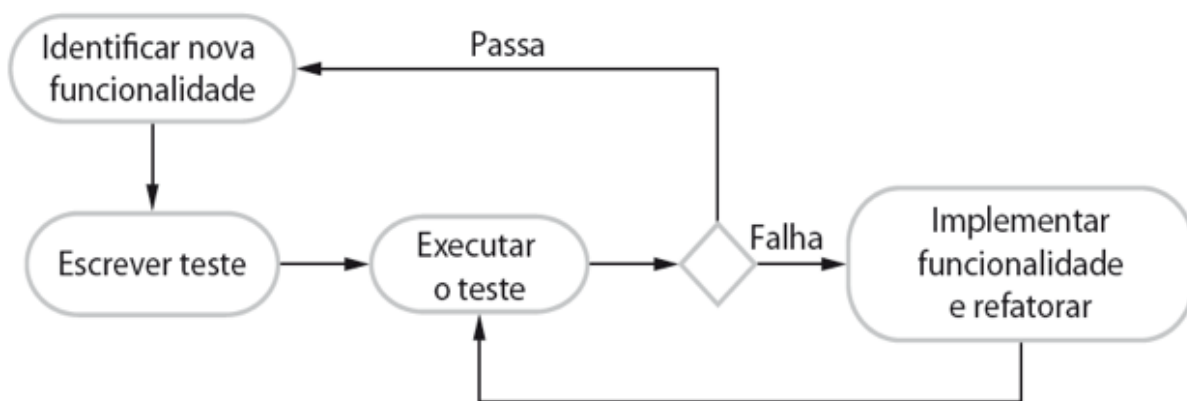 Identificar nova
funcionalidade
Passa
Escrever teste
Executar
o teste
Falha
Implementar
funcionalidade
e refatorar